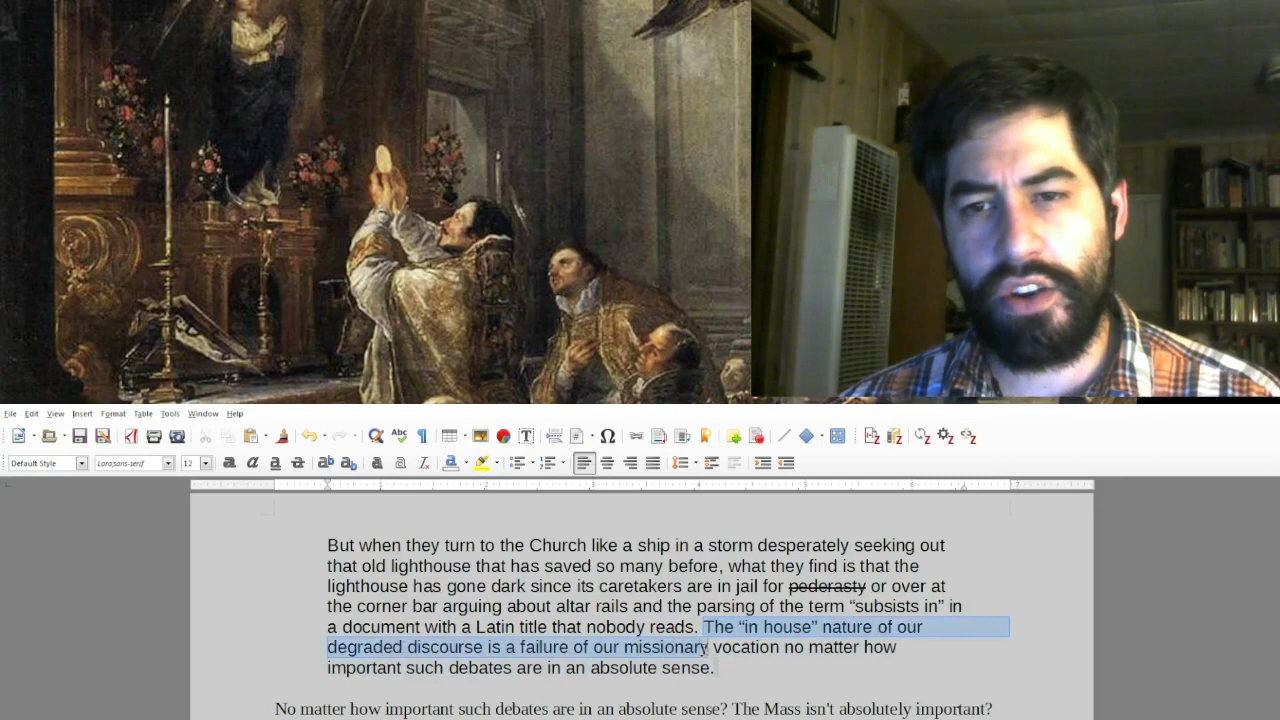 File Edit View Insert Format Table Tools Window Help
Default Style
12
But when they turn to the Church like a ship in a storm desperately seeking out
that old lighthouse that has saved so many before, what they find is that the
lighthouse has gone dark since its caretakers are in jail for pederasty or over at
the corner bar arguing about altar rails and the parsing of the term “subsists in” in
a document with a Latin title that nobody reads. The “in house” nature of our
degraded discourse is a failure of our missionary vocation no matter how
important such debates are in an absolute sense.
No matter how important such debates are in an absolute sense? The Mass isn't absolutely important?